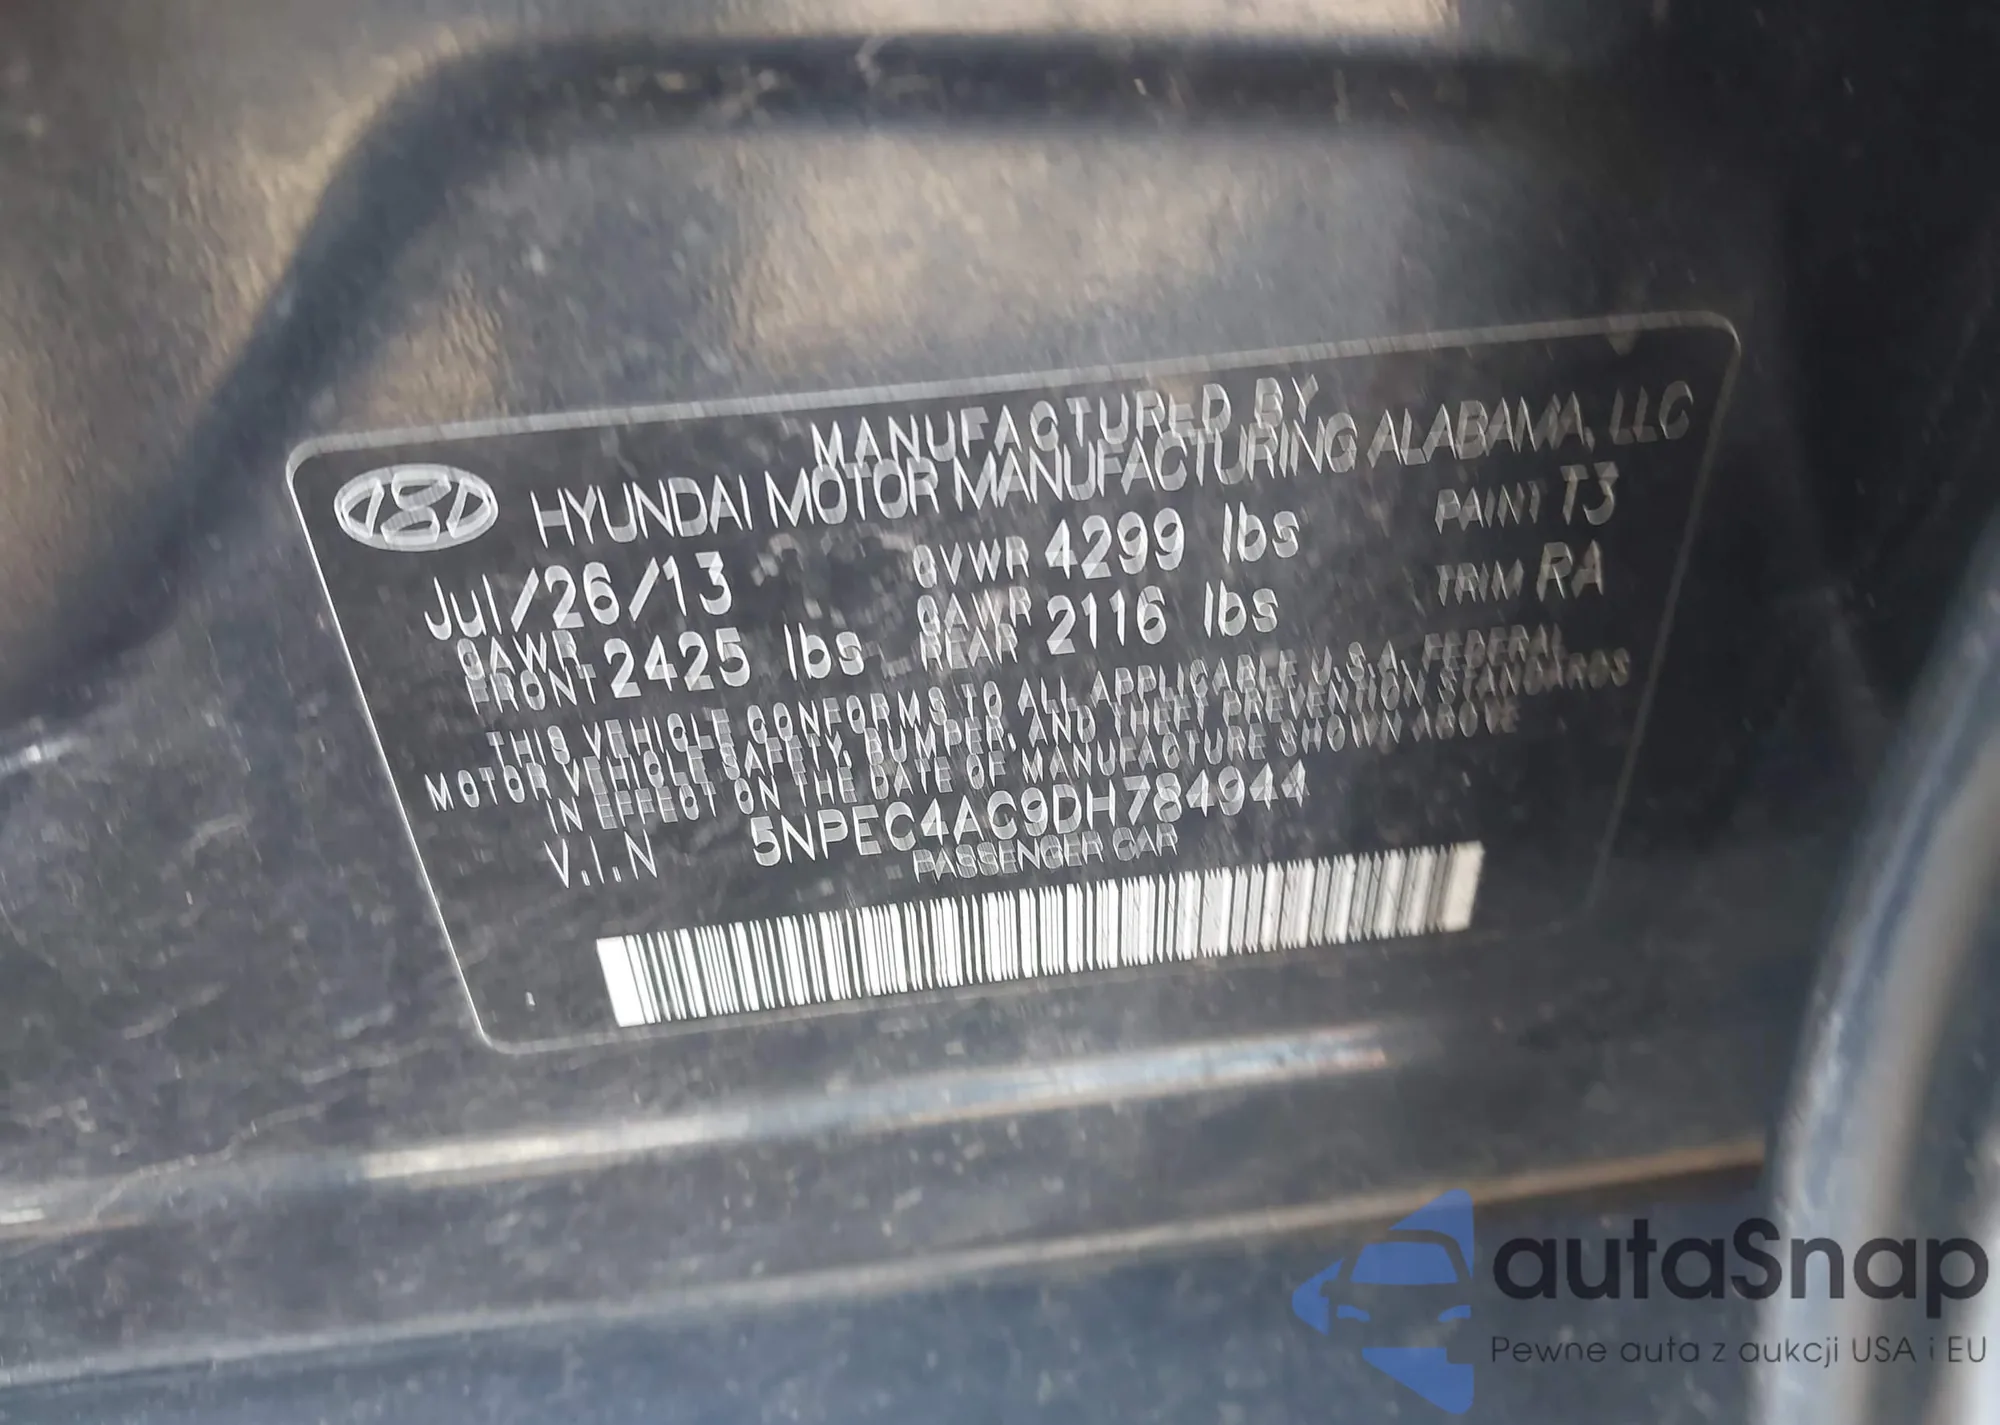 MANUFACTURED BY
HYUNDAI MOTOR MANUFACTURING ALABAMA, LLC
Jul/26/13 GVWR 4299 lbs PAINT T3
GAWR FRONT 2425 lbs GAWR REAR 2116 lbs TRIM RA
THIS VEHICLE CONFORMS TO ALL APPLICABLE U.S.A. FEDERAL
MOTOR VEHICLE SAFETY, BUMPER, AND THEFT PREVENTION STANDARDS
IN EFFECT ON THE DATE OF MANUFACTURE SHOWN ABOVE
V.I.N 5NPEC4AC9DH784944
PASSENGER CAR
autaSnap
Pewne auta z aukcji USA i EU